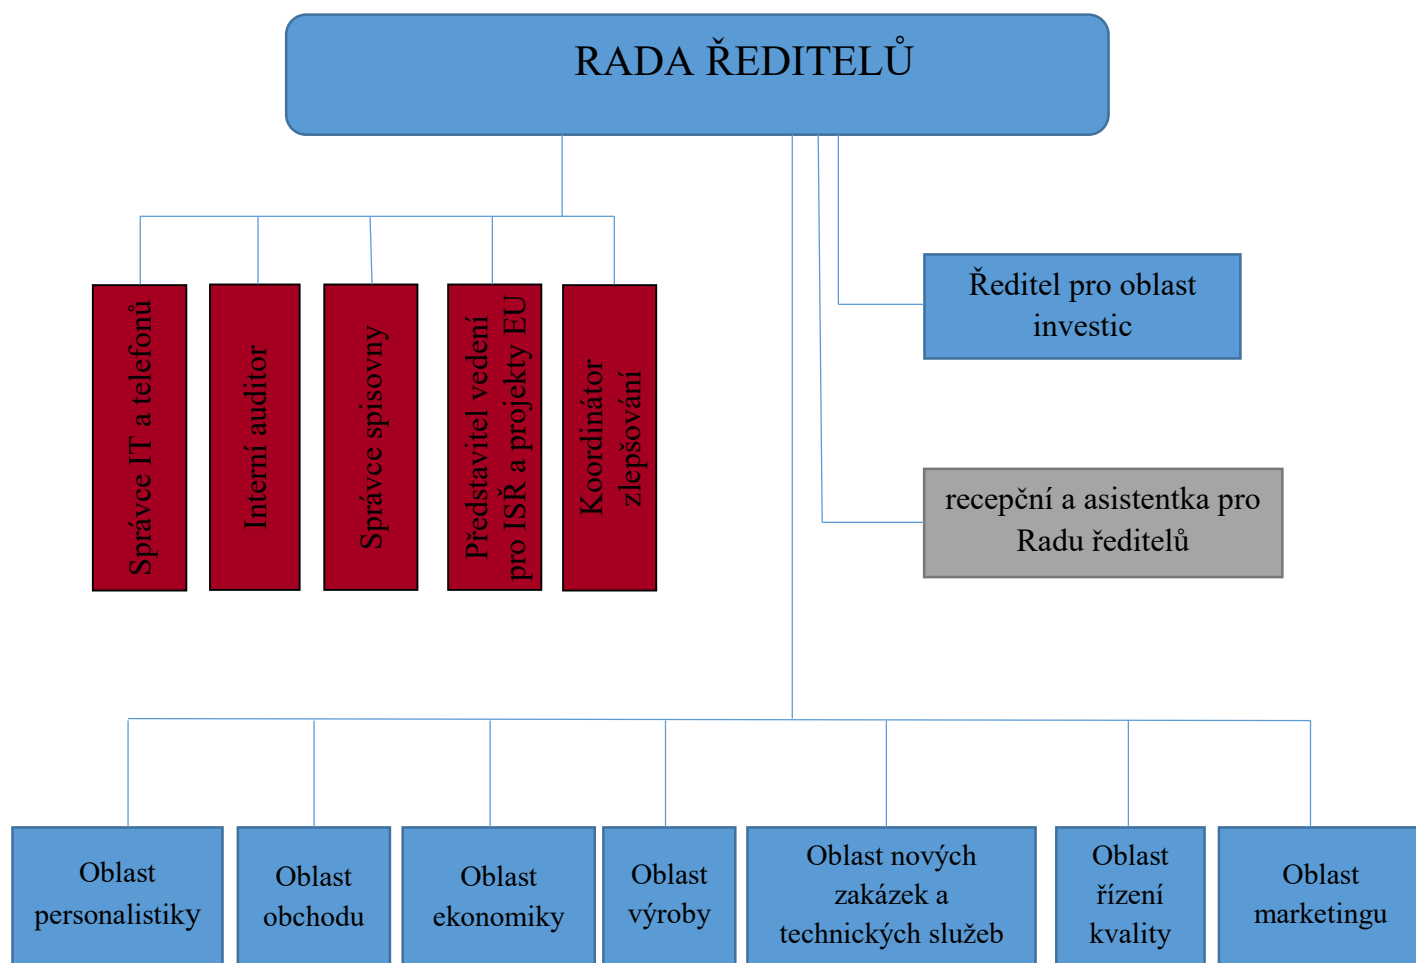 RADA ŘEDITELŮ
Ředitel pro oblast
investic
Správce IT a telefonů
Interní auditor
Správce spisovny
Představitel vedení
pro ISŘ a projekty EU
Koordinátor
zlepšování
recepční a asistentka pro
Radu ředitelů
Oblast
personalistiky
Oblast
obchodu
Oblast
ekonomiky
Oblast
výroby
Oblast nových
zakázek a
technických služeb
Oblast
řízení
kvality
Oblast
marketingu